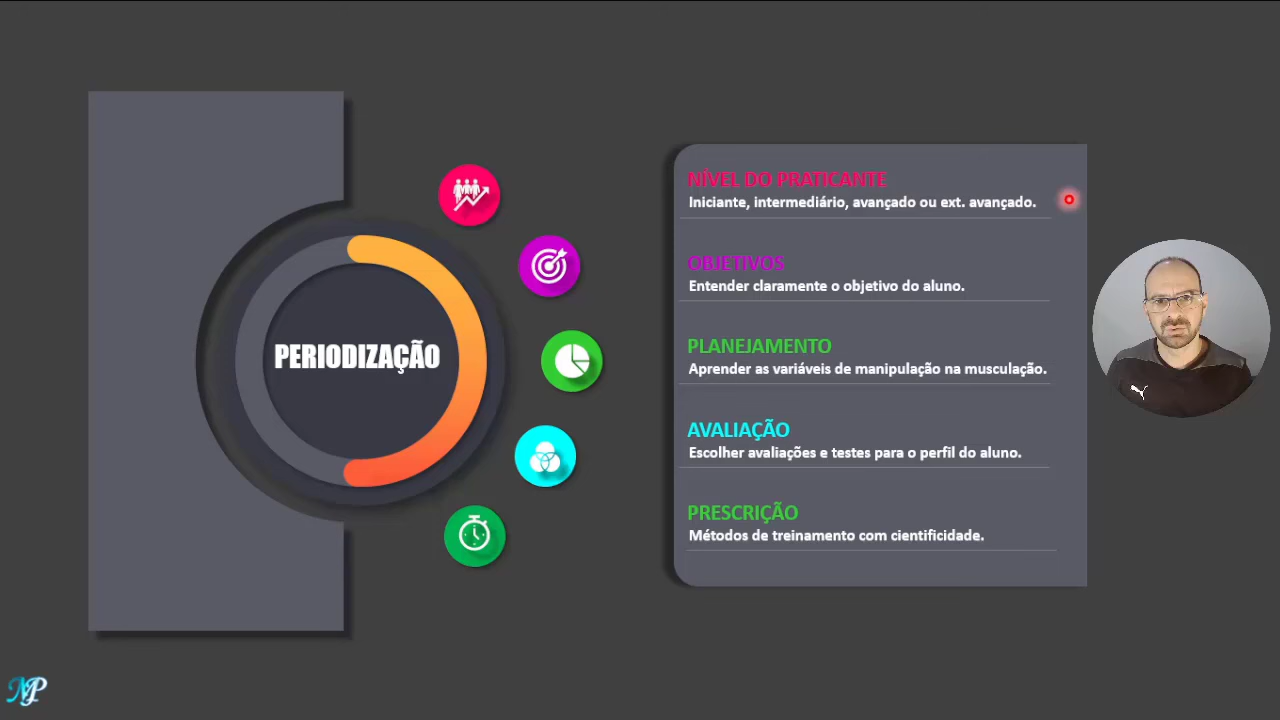 PERIODIZAÇÃO
NÍVEL DO PRATICANTE
Iniciante, intermediário, avançado ou ext. avançado.
OBJETIVOS
Entender claramente o objetivo do aluno.
PLANEJAMENTO
Aprender as variáveis de manipulação na musculação.
AVALIAÇÃO
Escolher avaliações e testes para o perfil do aluno.
PRESCRIÇÃO
Métodos de treinamento com cientificidade.
MP